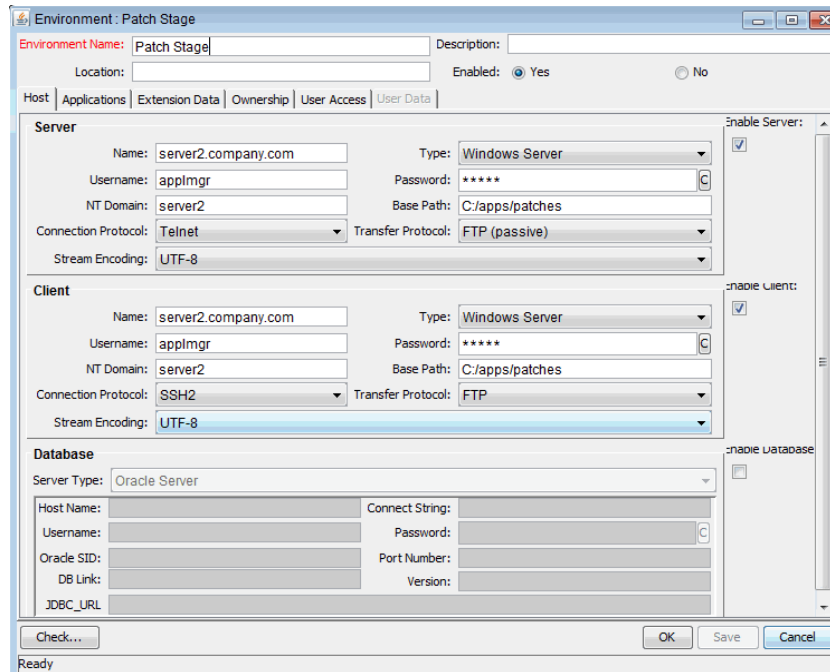 Environment : Patch Stage
Environment Name: Patch Stage Description:
Location: Enabled: Yes No
Host Applications Extension Data Ownership User Access User Data
Server Enable Server:
Name: server2.company.com Type: Windows Server
Username: applmgr Password: ***** C
NT Domain: server2 Base Path: C:/apps/patches
Connection Protocol: Telnet Transfer Protocol: FTP (passive)
Stream Encoding: UTF-8
Client Enable Client:
Name: server2.company.com Type: Windows Server
Username: applmgr Password: ***** C
NT Domain: server2 Base Path: C:/apps/patches
Connection Protocol: SSH2 Transfer Protocol: FTP
Stream Encoding: UTF-8
Database Enable Database
Server Type: Oracle Server
Host Name: Connect String:
Username: Password: C
Oracle SID: Port Number:
DB Link: Version:
JDBC_URL
Check... OK Save Cancel
Ready